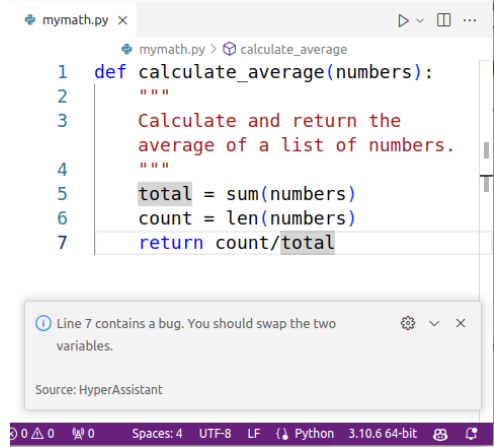 mymath.py
mymath.py > calculate_average
1 def calculate_average(numbers):
2 """
3 Calculate and return the
average of a list of numbers.
4 """
5 total = sum(numbers)
6 count = len(numbers)
7 return count/total
Line 7 contains a bug. You should swap the two
variables.
Source: HyperAssistant
0 0 0 Spaces: 4 UTF-8 LF Python 3.10.6 64-bit